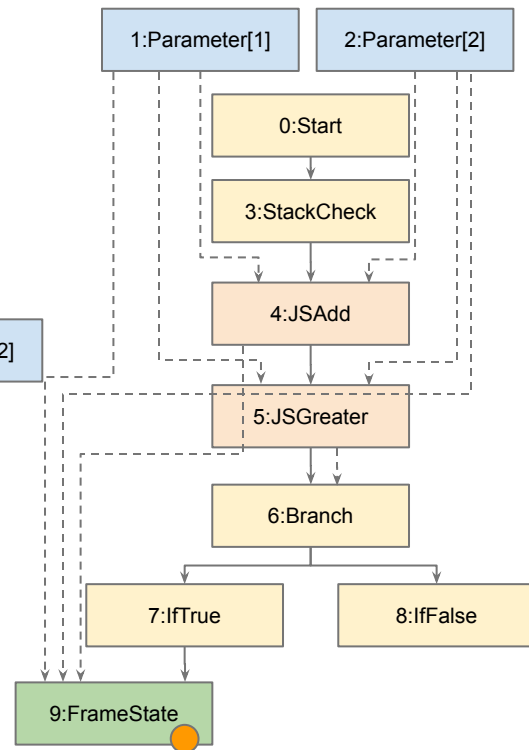 1:Parameter[1]
2:Parameter[2]
0:Start
3:StackCheck
4:JSAdd
2]
5:JSGreater
6:Branch
7:IfTrue
8:IfFalse
9:FrameState